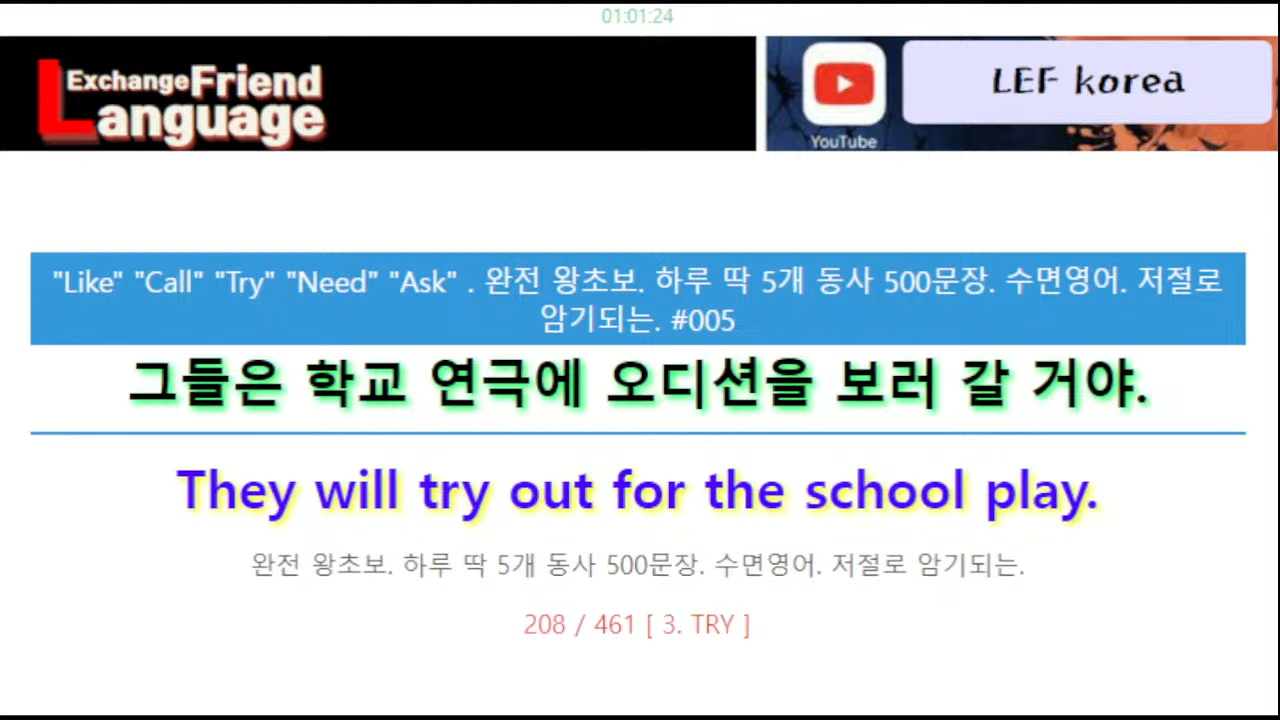 01:01:24
ExchangeFriend
Language
LEF korea
YouTube
"Like" "Call" "Try" "Need" "Ask" . 완전 왕초보. 하루 딱 5개 동사 500문장. 수면영어. 저절로
암기되는. #005
그들은 학교 연극에 오디션을 보러 갈 거야.
They will try out for the school play.
완전 왕초보. 하루 딱 5개 동사 500문장. 수면영어. 저절로 암기되는.
208 / 461 [ 3. TRY ]